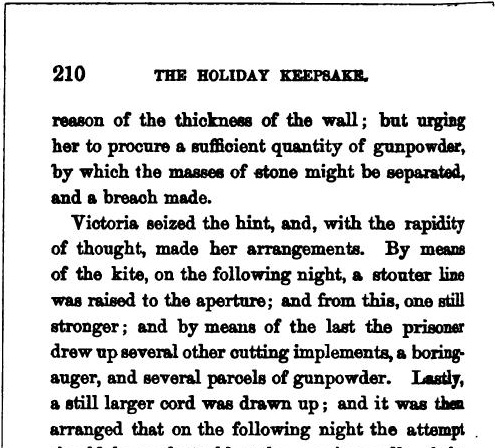 210 THE HOLIDAY KEEPSAKE.
reason of the thickness of the wall; but urging
her to procure a sufficient quantity of gunpowder,
by which the masses of stone might be separated,
and a breach made.
Victoria seized the hint, and, with the rapidity
of thought, made her arrangements. By means
of the kite, on the following night, a stouter line
was raised to the aperture; and from this, one still
stronger; and by means of the last the prisoner
drew up several other cutting implements, a boring-
auger, and several parcels of gunpowder. Lastly,
a still larger cord was drawn up; and it was then
arranged that on the following night the attempt